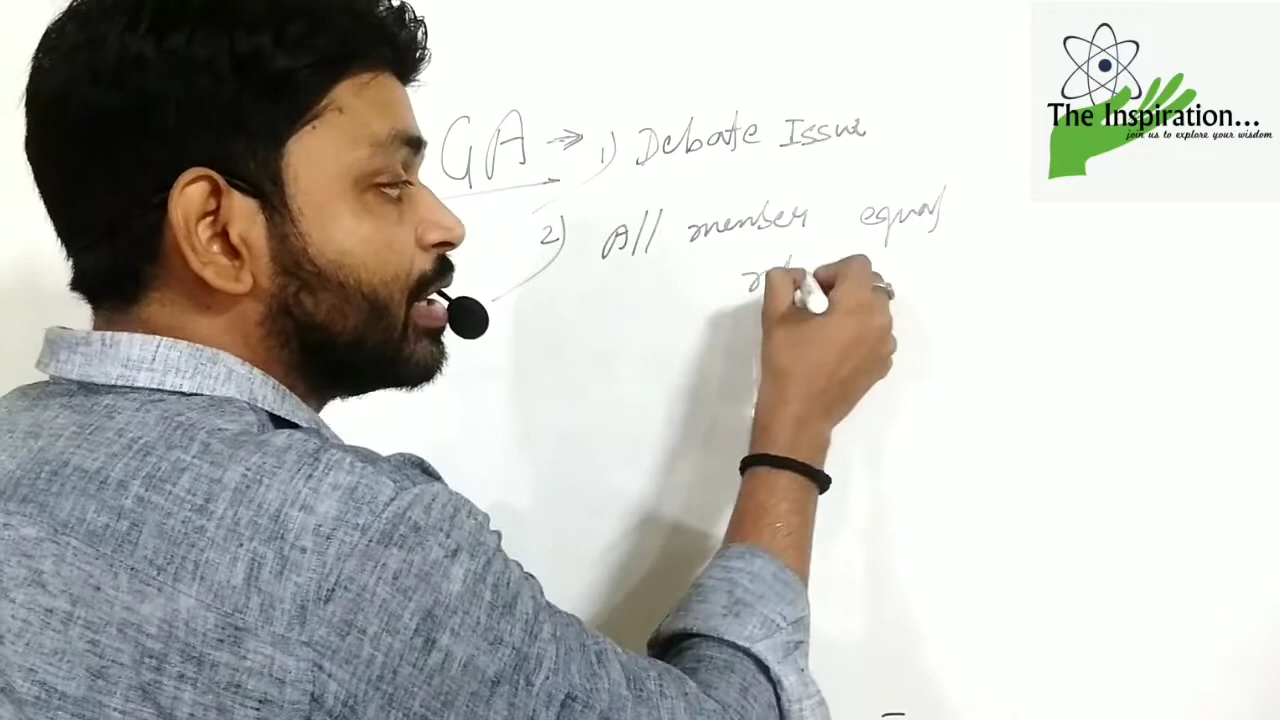 GA → 1) Debate Issue
2) All member equal
The Inspiration...
join us to explore your wisdom